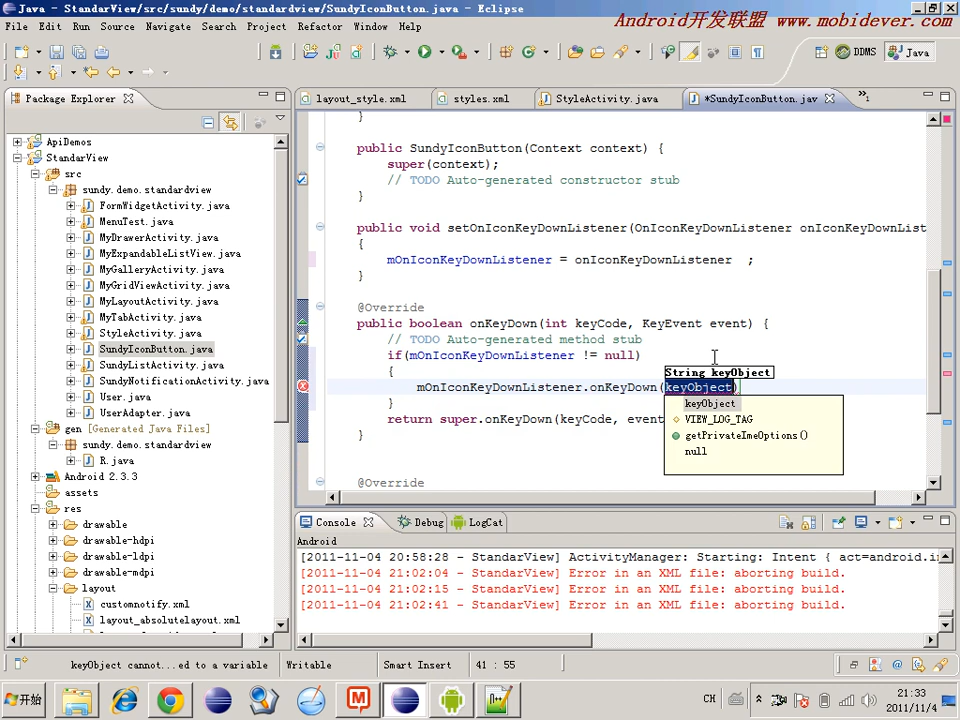 Java - StandarView/src/sundy/demo/standardview/SundyIconButton.java - Eclipse
Android开发联盟 www.mobidever.com
File Edit Run Source Navigate Search Project Refactor Window Help
DDMS Java
Package Explorer
layout_style.xml styles.xml StyleActivity.java *SundyIconButton.jav
ApiDemos
StandarView
src
sundy.demo.standardview
FormWidgetActivity.java
MenuTest.java
MyDrawerActivity.java
MyExpandableListView.java
MyGalleryActivity.java
MyGridViewActivity.java
MyLayoutActivity.java
MyTabActivity.java
StyleActivity.java
SundyIconButton.java
SundyListActivity.java
SundyNotificationActivity.java
User.java
UserAdapter.java
gen [Generated Java Files]
sundy.demo.standardview
R.java
Android 2.3.3
assets
res
drawable
drawable-hdpi
drawable-ldpi
drawable-mdpi
layout
customnotify.xml
layout_absolutelayout.xml
}
public SundyIconButton(Context context) {
super(context);
// TODO Auto-generated constructor stub
}
public void setOnIconKeyDownListener(OnIconKeyDownListener onIconKeyDownList
{
mOnIconKeyDownListener = onIconKeyDownListener ;
}
@Override
public boolean onKeyDown(int keyCode, KeyEvent event) {
// TODO Auto-generated method stub
if(mOnIconKeyDownListener != null)
{
String keyObject
mOnIconKeyDownListener.onKeyDown(keyObject)
}
keyObject
return super.onKeyDown(keyCode, event
VIEW_LOG_TAG
}
getPrivateImeOptions()
null
@Override
Console Debug LogCat
Android
[2011-11-04 20:58:28 - StandarView] ActivityManager: Starting: Intent { act=android.in
[2011-11-04 21:02:04 - StandarView] Error in an XML file: aborting build.
[2011-11-04 21:02:15 - StandarView] Error in an XML file: aborting build.
[2011-11-04 21:02:41 - StandarView] Error in an XML file: aborting build.
keyObject cannot...ed to a variable Writable Smart Insert 41 : 55
开始
CH
21:33
2011/11/4